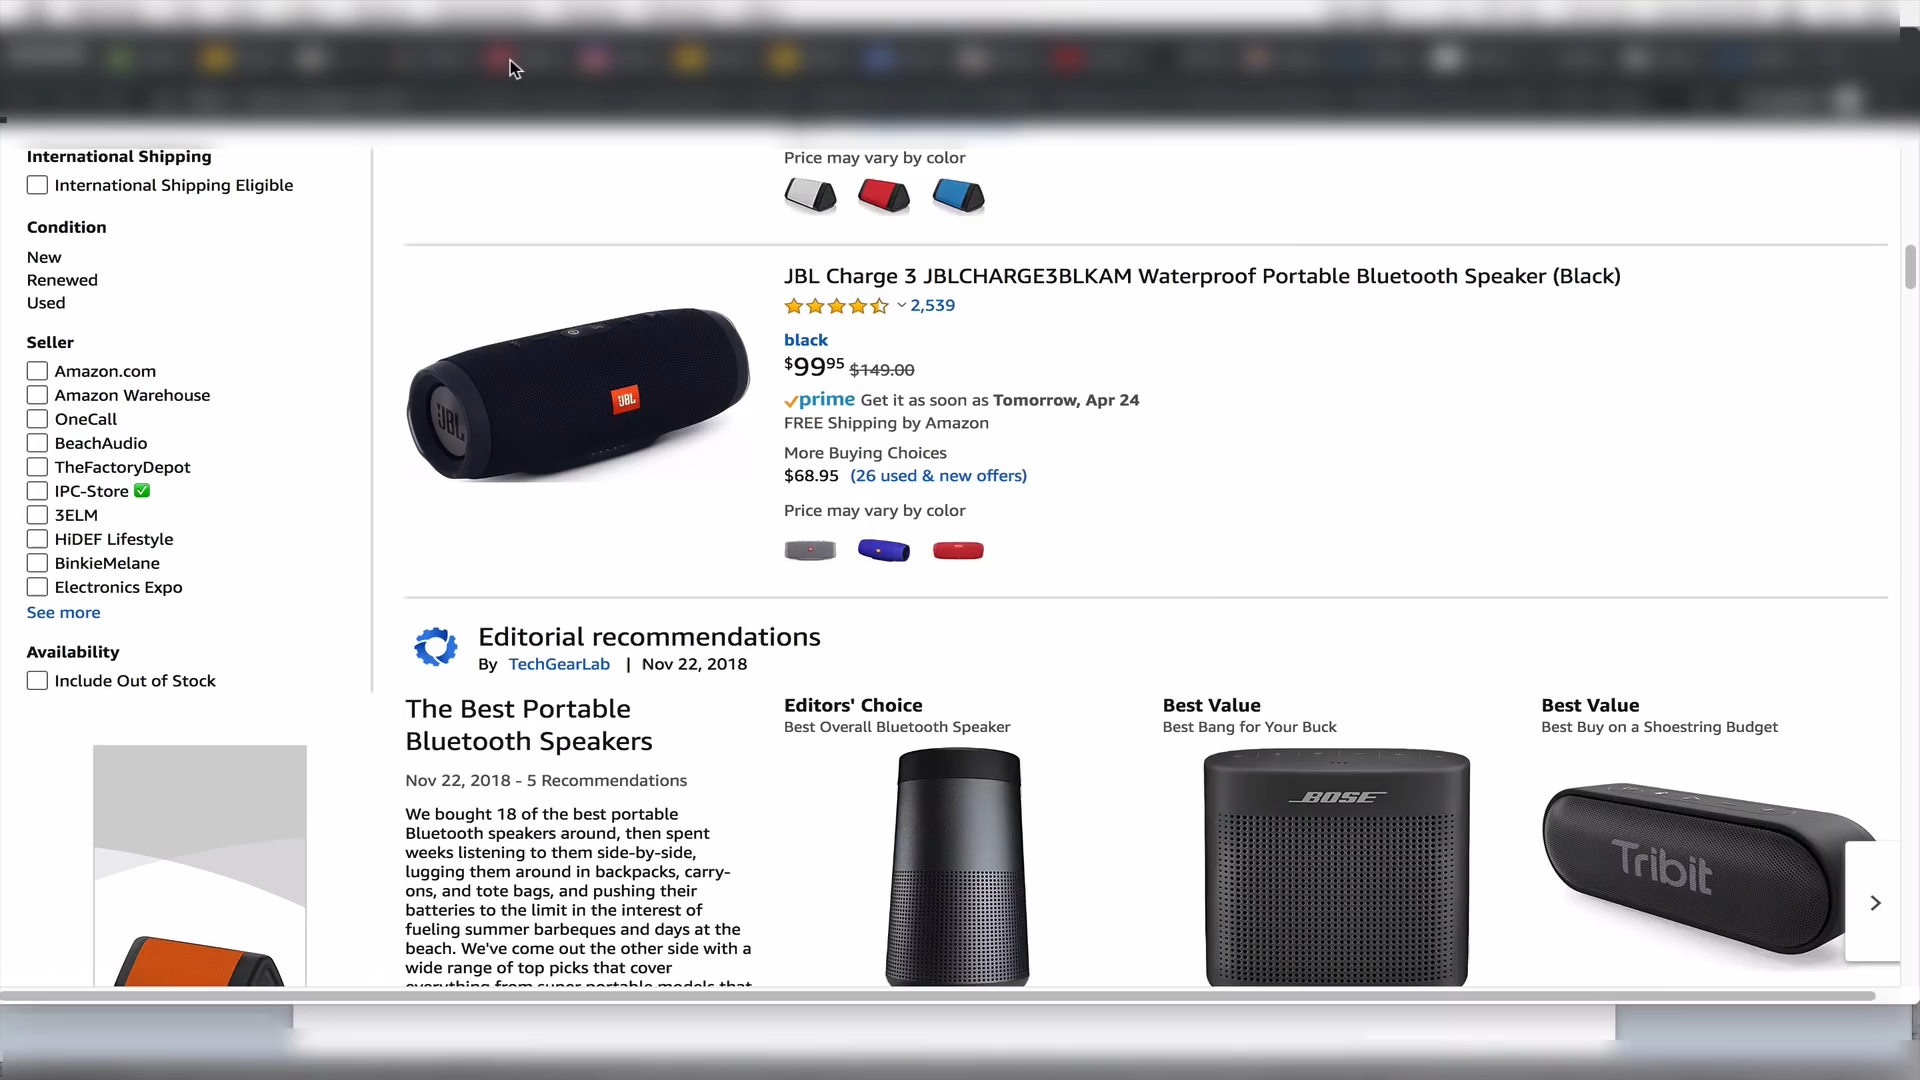 International Shipping
International Shipping Eligible
Condition
New
Renewed
Used
Seller
Amazon.com
Amazon Warehouse
OneCall
BeachAudio
TheFactoryDepot
IPC-Store ✅
3ELM
HiDEF Lifestyle
BinkieMelane
Electronics Expo
See more
Availability
Include Out of Stock
Price may vary by color
JBL Charge 3 JBLCHARGE3BLKAM Waterproof Portable Bluetooth Speaker (Black)
2,539
black
$99.95 $149.00
prime Get it as soon as Tomorrow, Apr 24
FREE Shipping by Amazon
More Buying Choices
$68.95 (26 used & new offers)
Price may vary by color
JBL
JBL
Editorial recommendations
By TechGearLab | Nov 22, 2018
The Best Portable
Bluetooth Speakers
Nov 22, 2018 - 5 Recommendations
We bought 18 of the best portable
Bluetooth speakers around, then spent
weeks listening to them side-by-side,
lugging them around in backpacks, carry-
ons, and tote bags, and pushing their
batteries to the limit in the interest of
fueling summer barbeques and days at the
beach. We've come out the other side with a
wide range of top picks that cover
everything from super portable models that
Editors' Choice
Best Overall Bluetooth Speaker
Best Value
Best Bang for Your Buck
BOSE
Best Value
Best Buy on a Shoestring Budget
Tribit